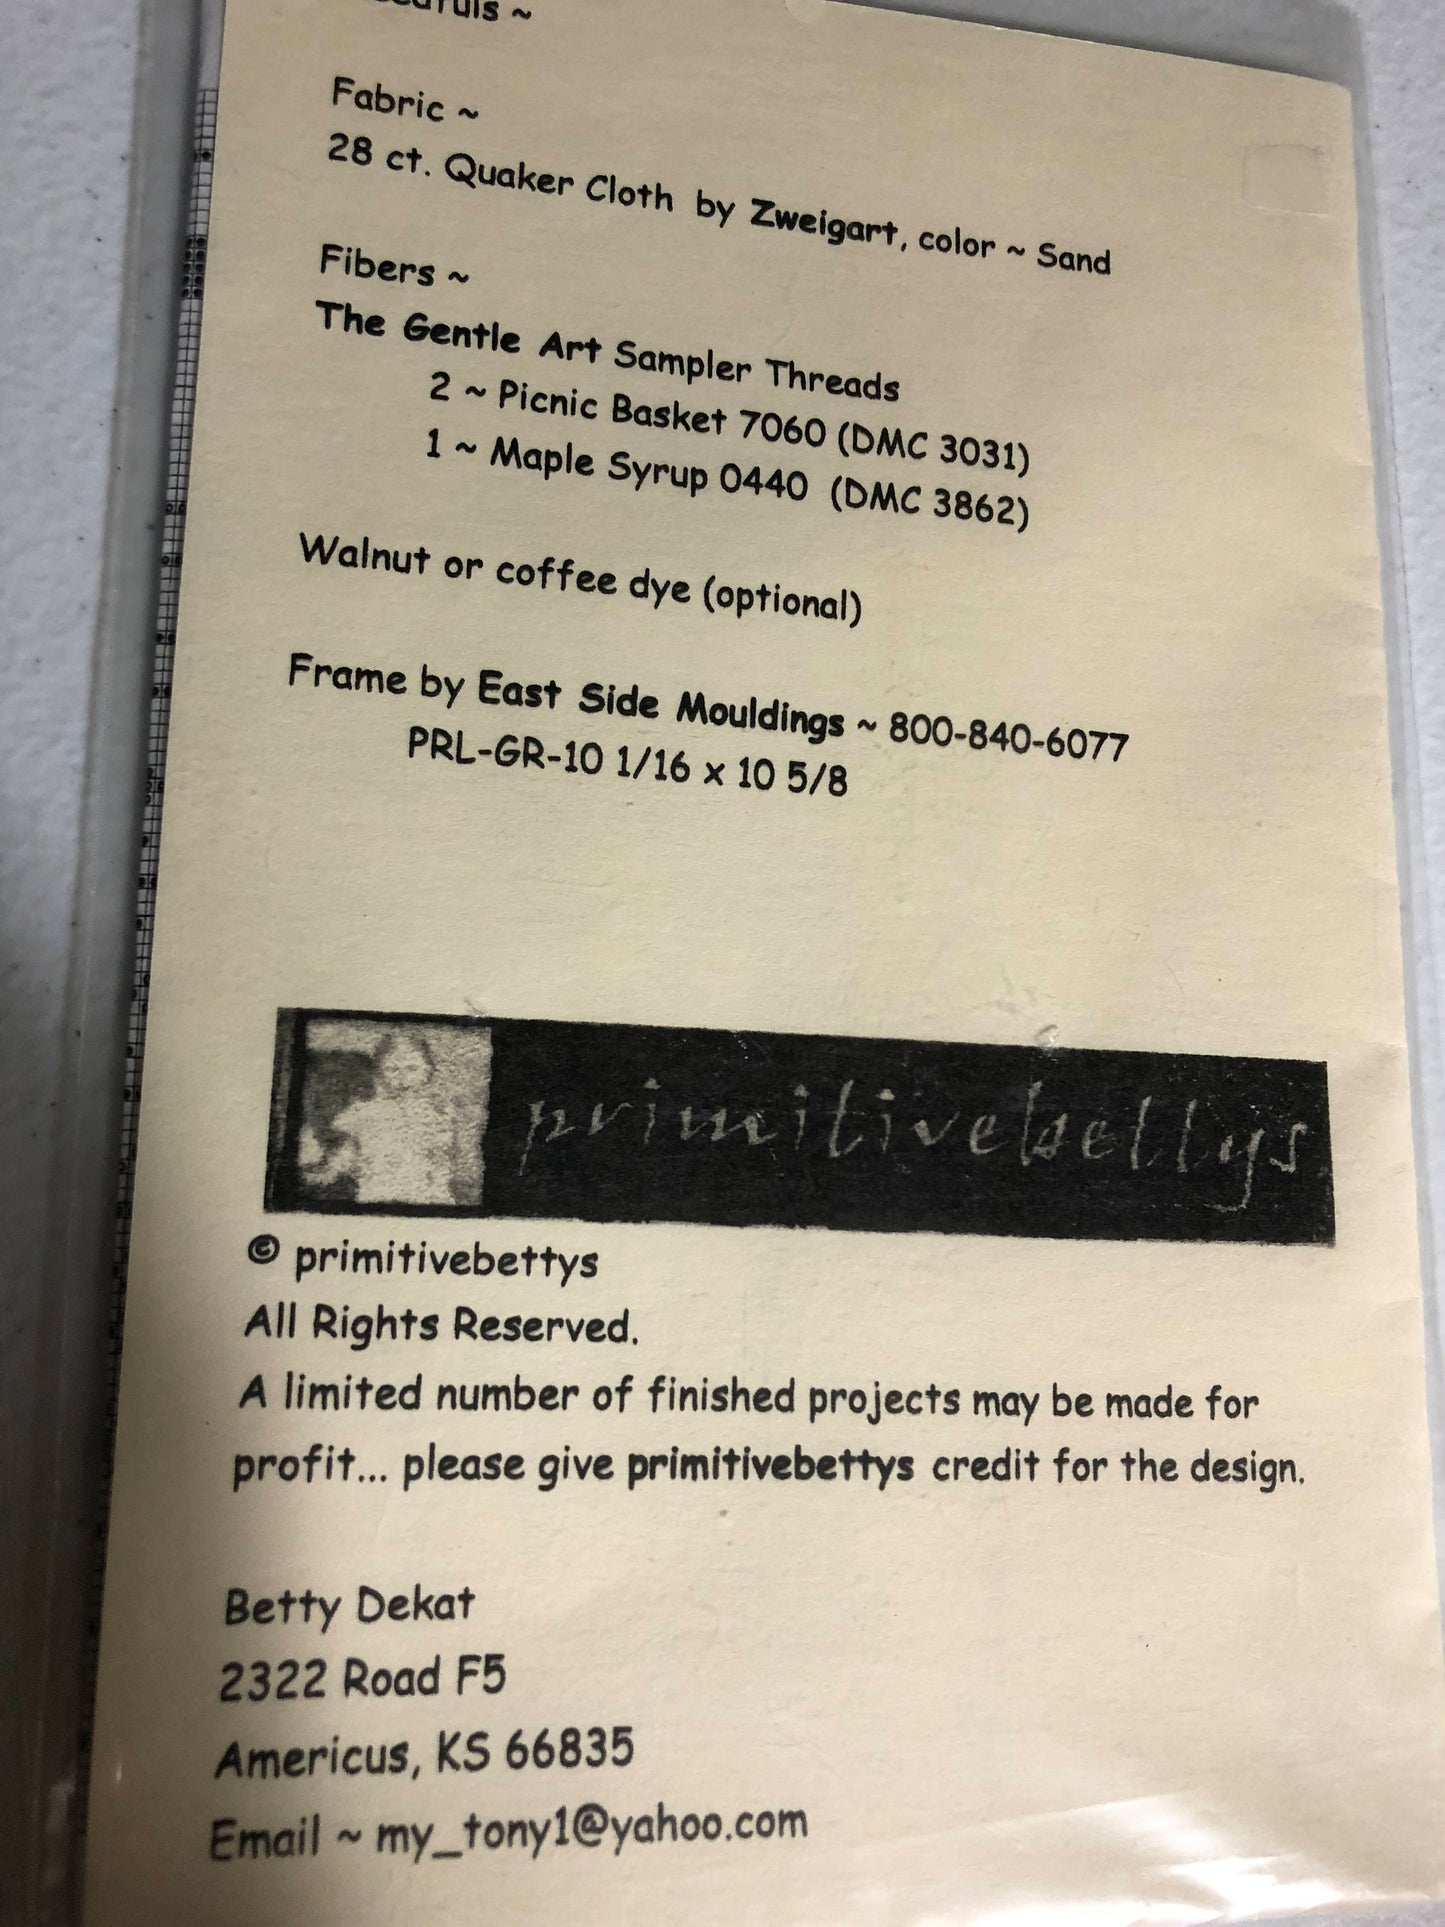 Fabric ~
28 ct. Quaker Cloth by Zweigart, color ~ Sand
Fibers ~
The Gentle Art Sampler Threads
2 ~ Picnic Basket 7060 (DMC 3031)
1 ~ Maple Syrup 0440 (DMC 3862)
Walnut or coffee dye (optional)
Frame by East Side Mouldings ~ 800-840-6077
PRL-GR-10 1/16 x 10 5/8
primitivebettys
© primitivebettys
All Rights Reserved.
A limited number of finished projects may be made for
profit... please give primitivebettys credit for the design.
Betty Dekat
2322 Road F5
Americus, KS 66835
Email ~ my_tony1@yahoo.com